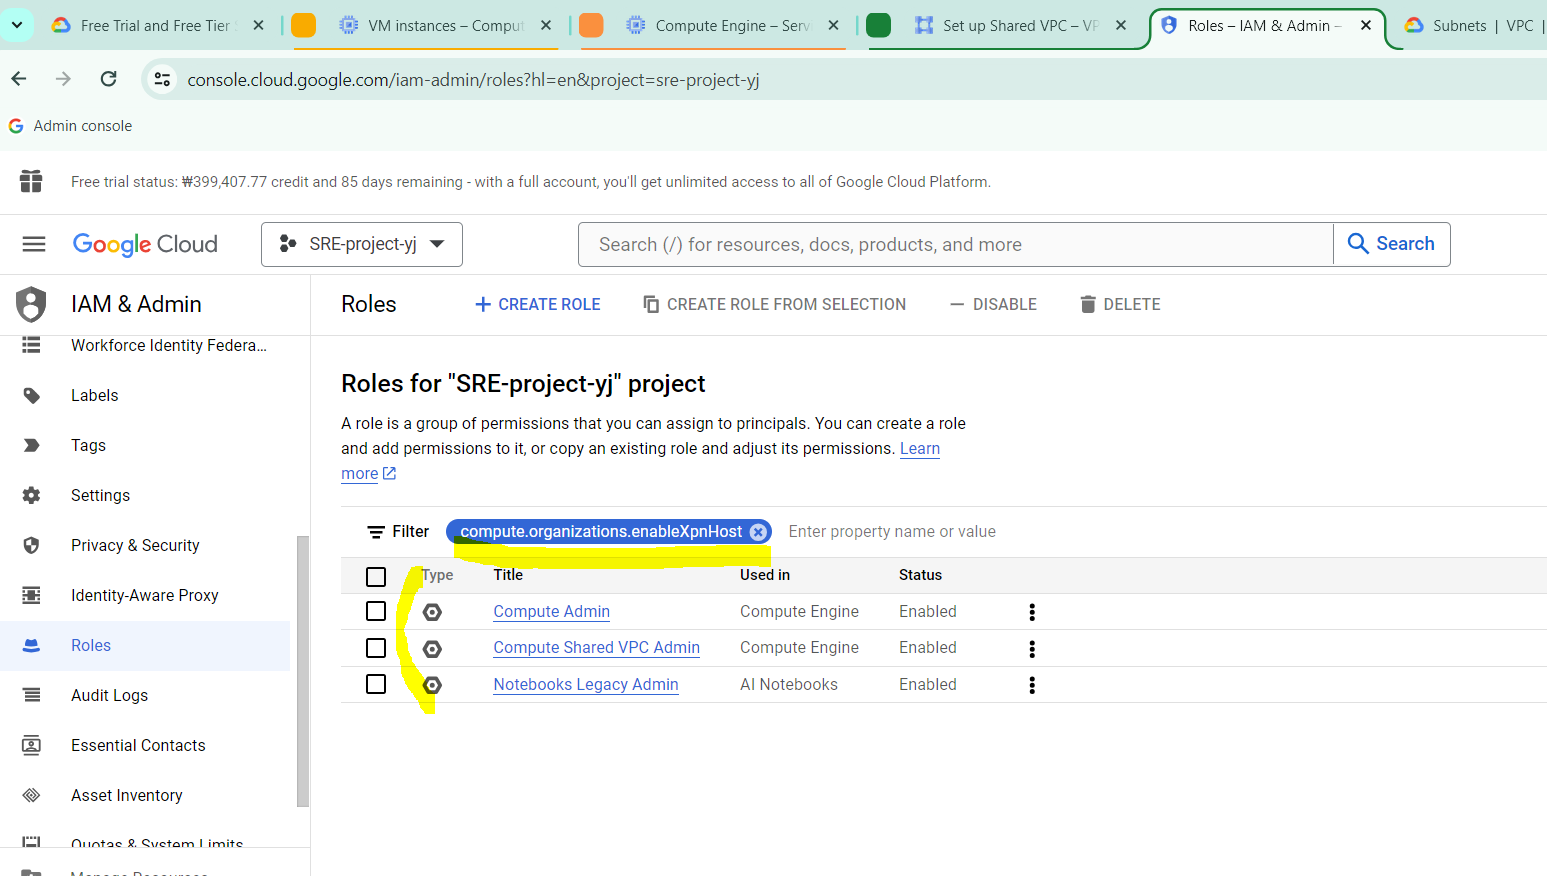 Free Trial and Free Tier
VM instances – Comput
Compute Engine – Serv
Set up Shared VPC – VP
Roles – IAM & Admin –
Subnets | VPC |
console.cloud.google.com/iam-admin/roles?hl=en&project=sre-project-yj
Admin console
Free trial status: ₩399,407.77 credit and 85 days remaining - with a full account, you'll get unlimited access to all of Google Cloud Platform.
Google Cloud
SRE-project-yj
Search (/) for resources, docs, products, and more
Search
IAM & Admin
Roles
CREATE ROLE
CREATE ROLE FROM SELECTION
DISABLE
DELETE
Workforce Identity Federa...
Labels
Tags
Settings
Privacy & Security
Identity-Aware Proxy
Roles
Audit Logs
Essential Contacts
Asset Inventory
Quotas & System Limits
Manage Resources
Roles for "SRE-project-yj" project
A role is a group of permissions that you can assign to principals. You can create a role
and add permissions to it, or copy an existing role and adjust its permissions. Learn
more
Filter compute.organizations.enableXpnHost Enter property name or value
Type Title Used in Status
Compute Admin Compute Engine Enabled
Compute Shared VPC Admin Compute Engine Enabled
Notebooks Legacy Admin AI Notebooks Enabled